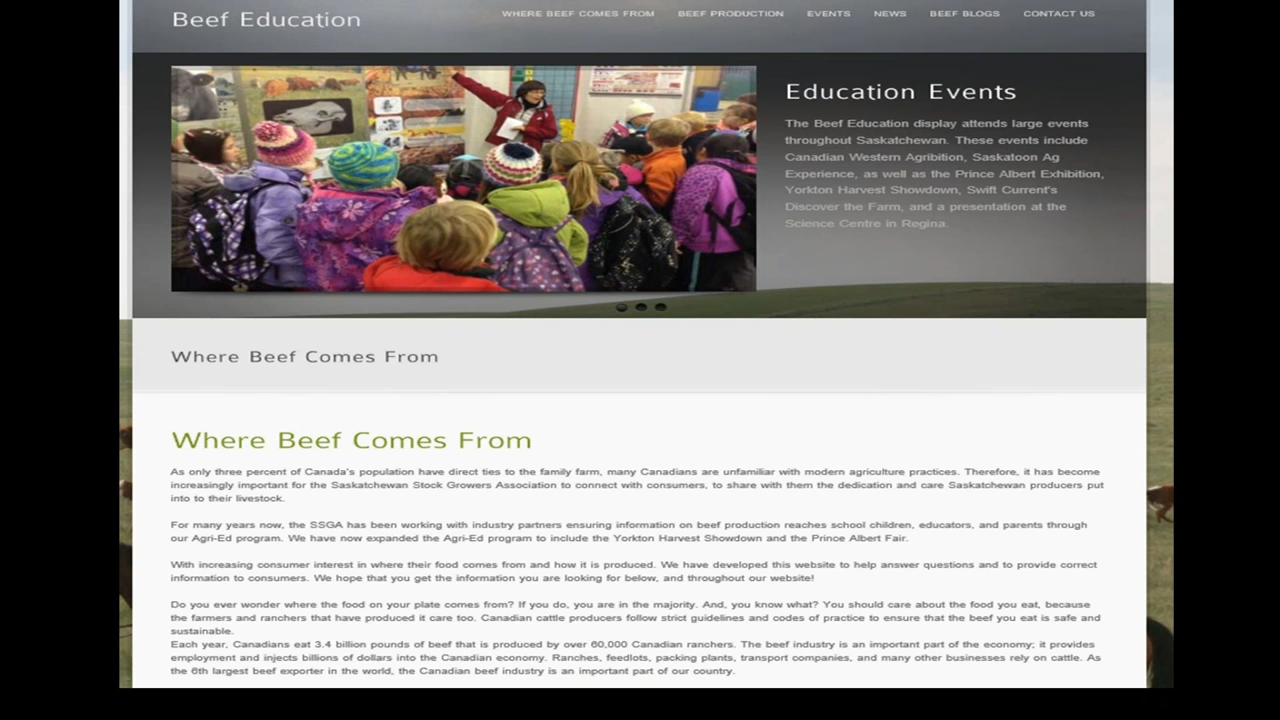 Beef Education
WHERE BEEF COMES FROM BEEF PRODUCTION EVENTS NEWS BEEF BLOGS CONTACT US
Education Events
The Beef Education display attends large events
throughout Saskatchewan. These events include
Canadian Western Agribition, Saskatoon Ag
Experience, as well as the Prince Albert Exhibition,
Yorkton Harvest Showdown, Swift Current's
Discover the Farm, and a presentation at the
Science Centre in Regina.
Where Beef Comes From
Where Beef Comes From
As only three percent of Canada's population have direct ties to the family farm, many Canadians are unfamiliar with modern agriculture practices. Therefore, it has become
increasingly important for the Saskatchewan Stock Growers Association to connect with consumers, to share with them the dedication and care Saskatchewan producers put
into to their livestock.
For many years now, the SSGA has been working with industry partners ensuring information on beef production reaches school children, educators, and parents through
our Agri-Ed program. We have now expanded the Agri-Ed program to include the Yorkton Harvest Showdown and the Prince Albert Fair.
With increasing consumer interest in where their food comes from and how it is produced. We have developed this website to help answer questions and to provide correct
information to consumers. We hope that you get the information you are looking for below, and throughout our website!
Do you ever wonder where the food on your plate comes from? If you do, you are in the majority. And, you know what? You should care about the food you eat, because
the farmers and ranchers that have produced it care too. Canadian cattle producers follow strict guidelines and codes of practice to ensure that the beef you eat is safe and
sustainable.
Each year, Canadians eat 3.4 billion pounds of beef that is produced by over 60,000 Canadian ranchers. The beef industry is an important part of the economy; it provides
employment and injects billions of dollars into the Canadian economy. Ranches, feedlots, packing plants, transport companies, and many other businesses rely on cattle. As
the 6th largest beef exporter in the world, the Canadian beef industry is an important part of our country.